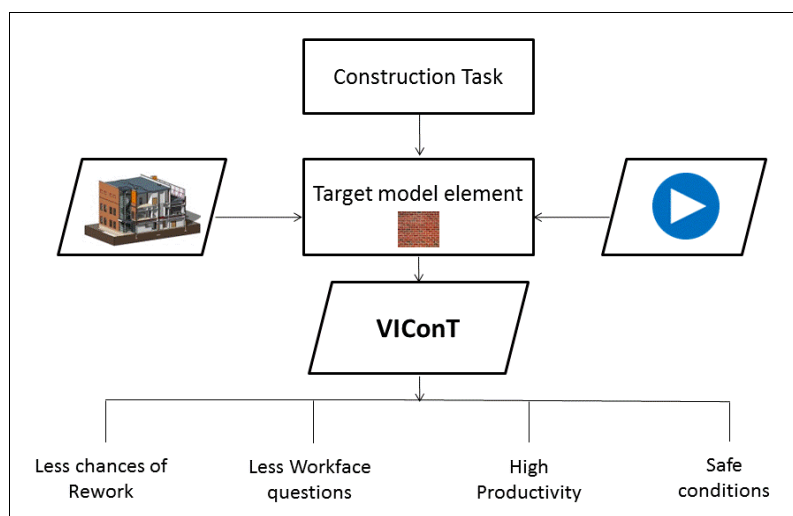 Construction Task
Target model element
VIConT
Less chances of
Rework
Less Workface
questions
High
Productivity
Safe
conditions